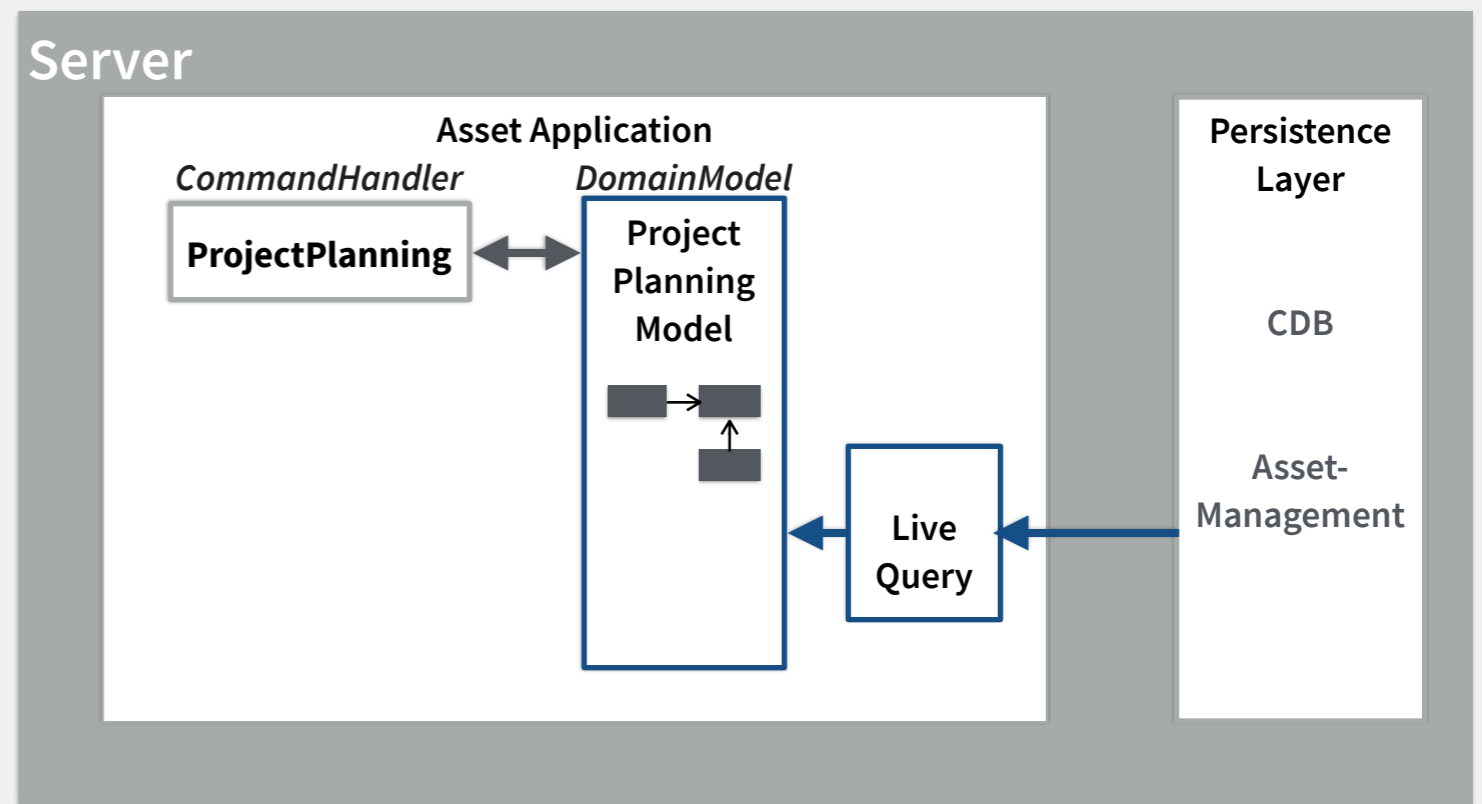 Server
Asset Application
CommandHandler
DomainModel
ProjectPlanning
Project
Planning
Model
Live
Query
Persistence
Layer
CDB
Asset-
Management